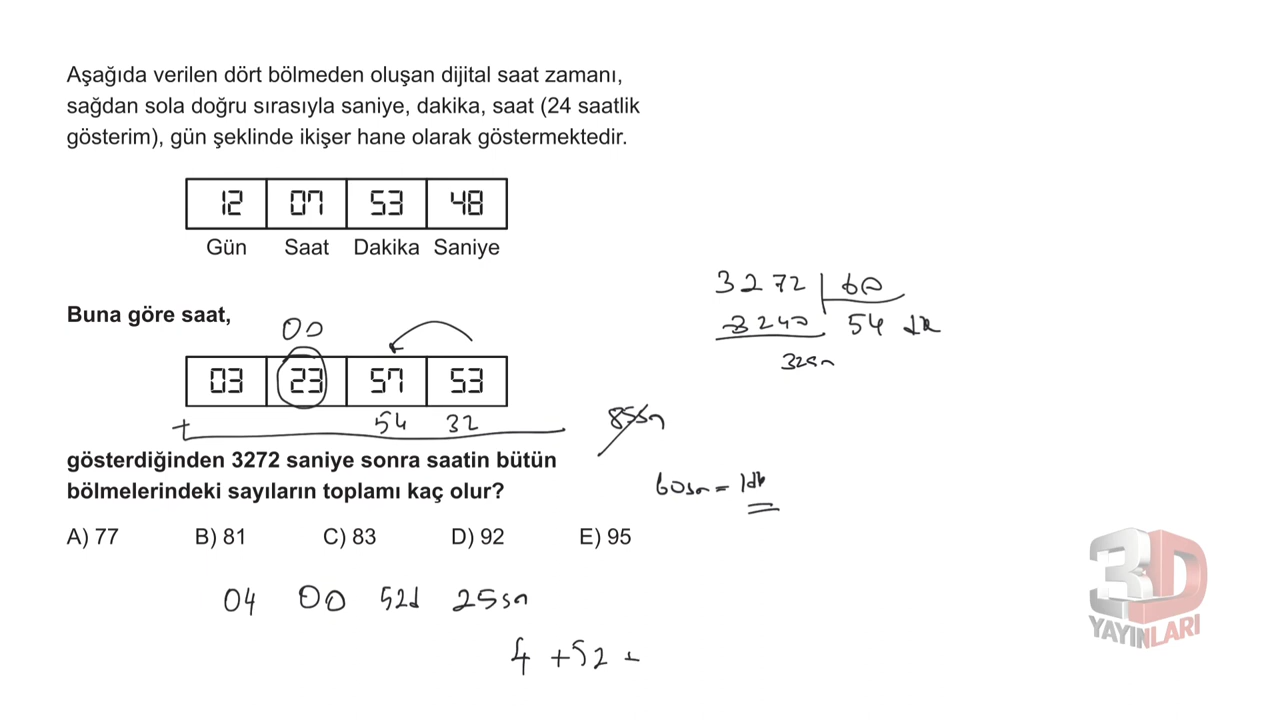 Aşağıda verilen dört bölmeden oluşan dijital saat zamanı,
sağdan sola doğru sırasıyla saniye, dakika, saat (24 saatlik
gösterim), gün şeklinde ikişer hane olarak göstermektedir.
12 07 53 48
Gün Saat Dakika Saniye
Buna göre saat,
00
03 23 57 53
+ 54 32
gösterdiğinden 3272 saniye sonra saatin bütün
bölmelerindeki sayıların toplamı kaç olur?
A) 77 B) 81 C) 83 D) 92 E) 95
04 00 52d 25sn
4 + 52 +
3272 60
3240 54 dk
32sn
85sn
60sn = 1dk
3D
YAYINLARI